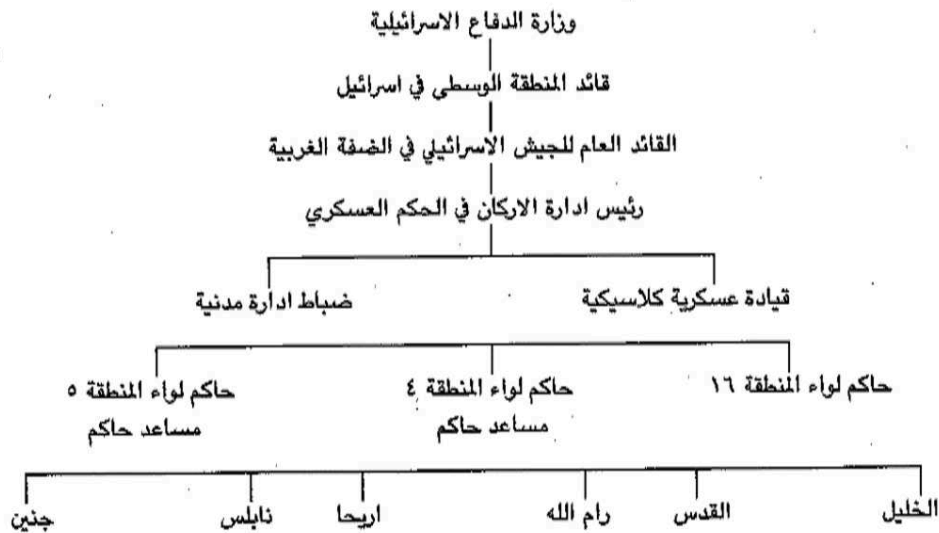 وزارة الدفاع الاسرائيلية
قائد المنطقة الوسطى في اسرائيل
القائد العام للجيش الاسرائيلي في الضفة الغربية
رئيس ادارة الاركان في الحكم العسكري
قيادة عسكرية كلاسيكية ضباط ادارة مدنية
حاكم لواء المنطقة ١٦ حاكم لواء المنطقة ٤ حاكم لواء المنطقة ٥
مساعد حاكم مساعد حاكم
الخليل القدس رام الله اريحا نابلس جنين